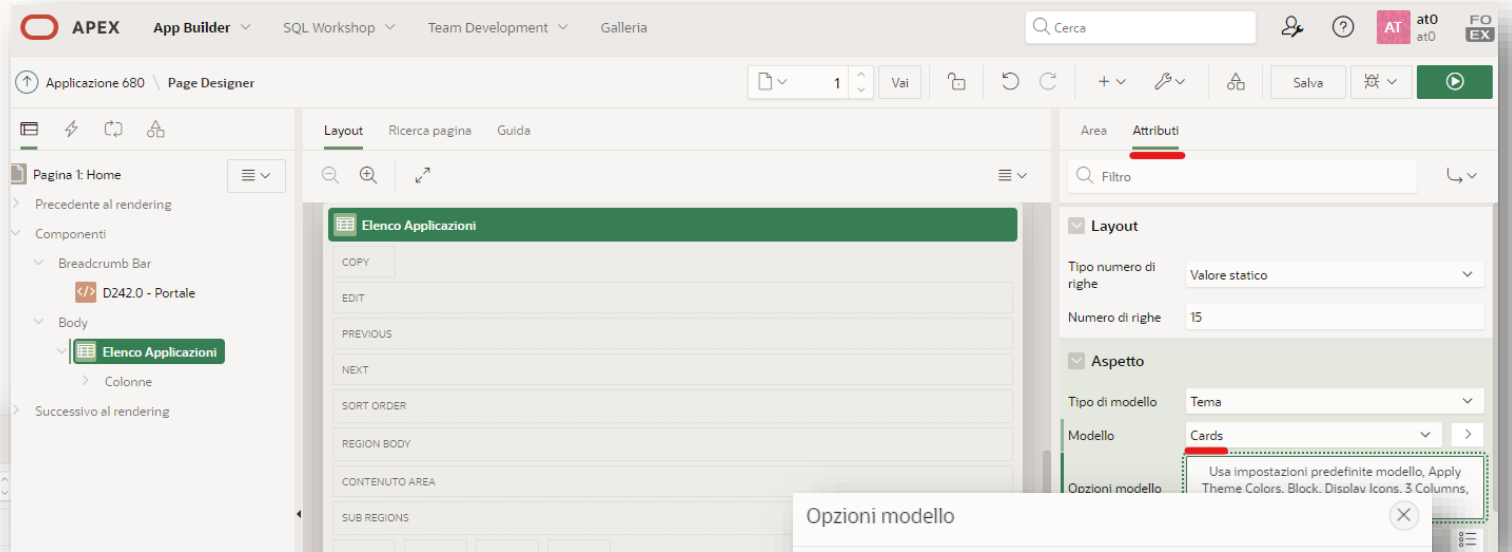 APEX App Builder SQL Workshop Team Development Galleria Cerca AT at0 FO
at0 EX
Applicazione 680 \ Page Designer 1 Vai Salva
Layout Ricerca pagina Guida
Area Attributi
Pagina 1: Home
Filtro
Precedente al rendering
Componenti
Breadcrumb Bar
D242.0 - Portale
Body
Elenco Applicazioni
Colonne
Successivo al rendering
Elenco Applicazioni
COPY
EDIT
PREVIOUS
NEXT
SORT ORDER
REGION BODY
CONTENUTO AREA
SUB REGIONS
Layout
Tipo numero di
righe
Valore statico
Numero di righe 15
Aspetto
Tipo di modello Tema
Modello Cards
Opzioni modello
Usa impostazioni predefinite modello, Apply
Theme Colors, Block, Display Icons, 3 Columns,
Opzioni modello